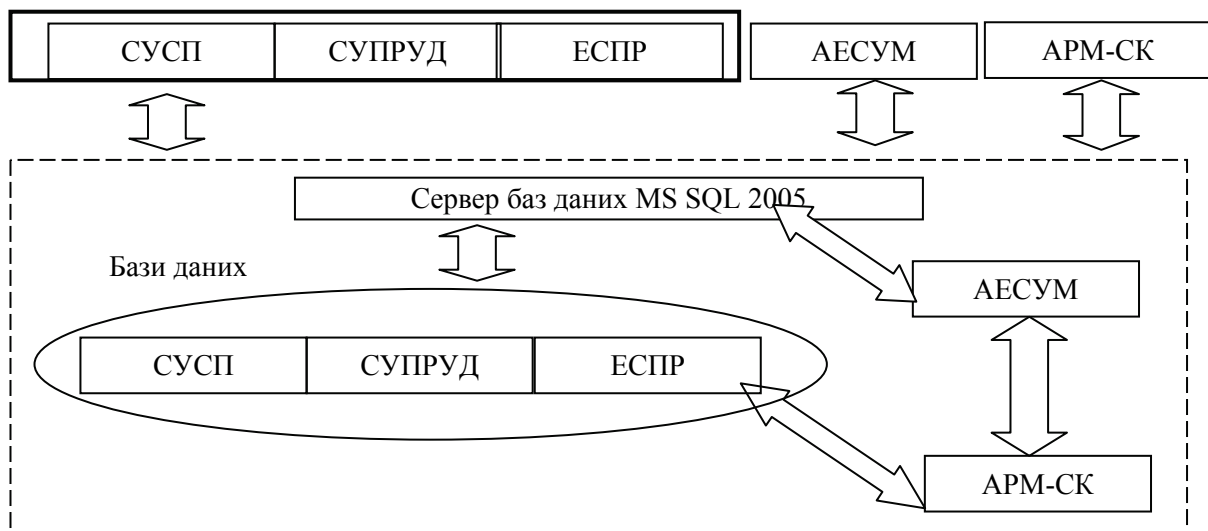 СУСП СУПРУД ЕСПР АЕСУМ АРМ-СК
Сервер баз даних MS SQL 2005
Бази даних
АЕСУМ
СУСП СУПРУД ЕСПР
АРМ-СК